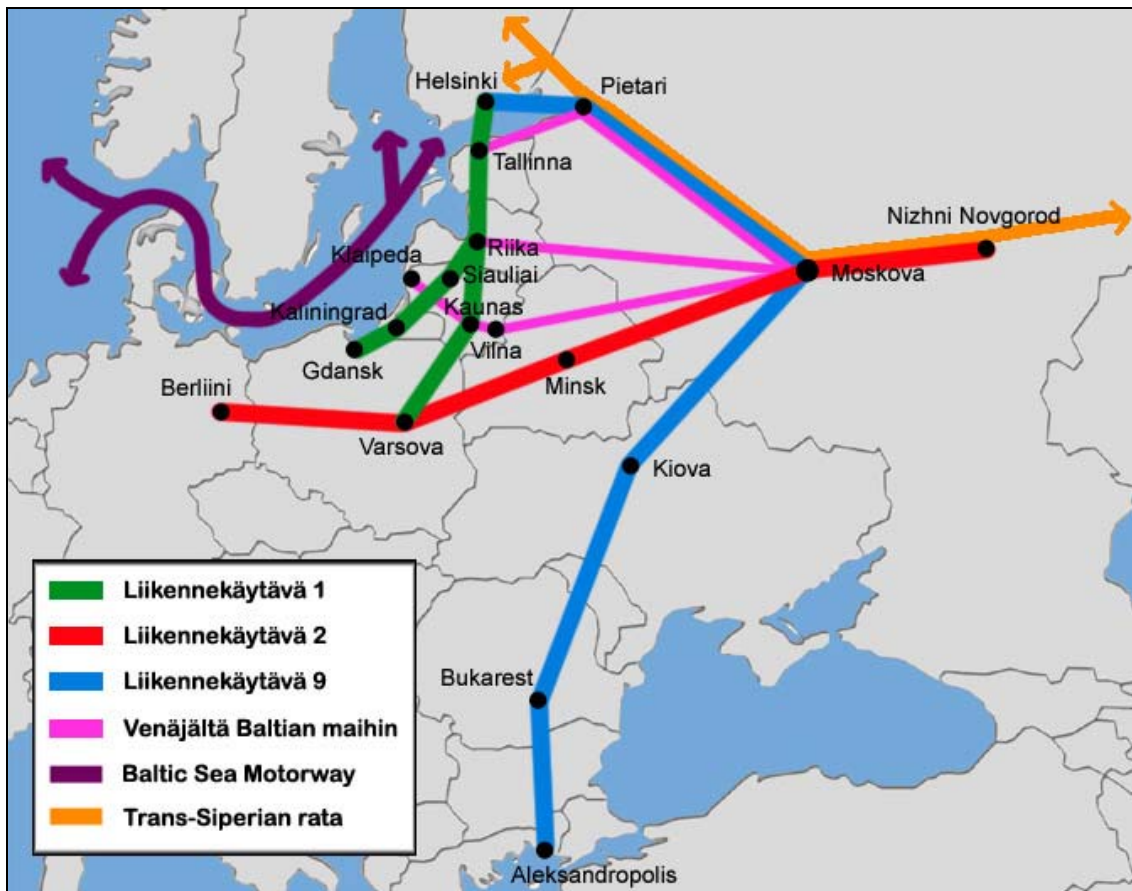 Helsinki
Pietari
Tallinna
Nizhni Novgorod
Riika
Klaipeda
Siauliai
Moskova
Kaliningrad
Kaunas
Vilna
Gdansk
Minsk
Berliini
Varsova
Kiova
Liikennekäytävä 1
Liikennekäytävä 2
Liikennekäytävä 9
Bukarest
Venäjältä Baltian maihin
Baltic Sea Motorway
Trans-Siperian rata
Aleksandropolis